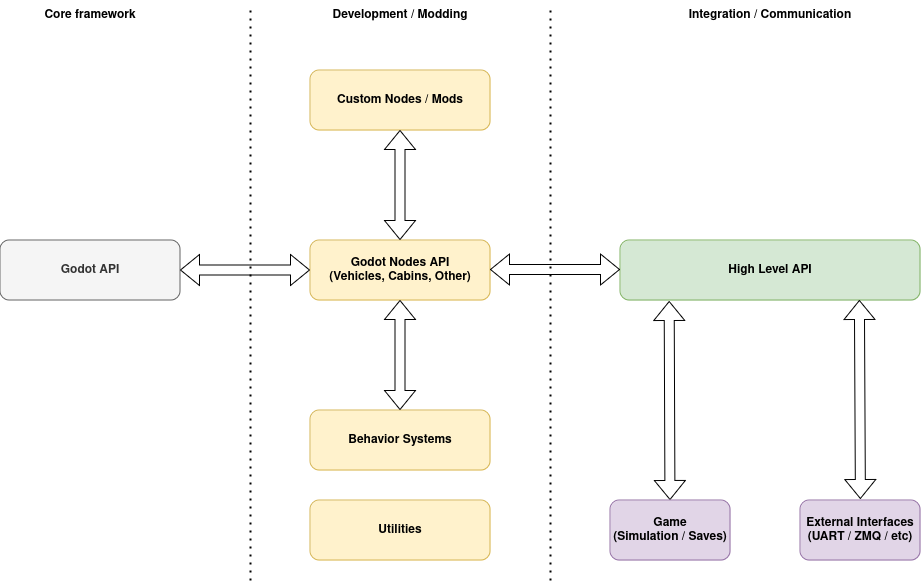 Core framework
Development / Modding
Integration / Communication
Custom Nodes / Mods
Godot API
Godot Nodes API
(Vehicles, Cabins, Other)
High Level API
Behavior Systems
Utilities
Game
(Simulation / Saves)
External Interfaces
(UART / ZMQ / etc)